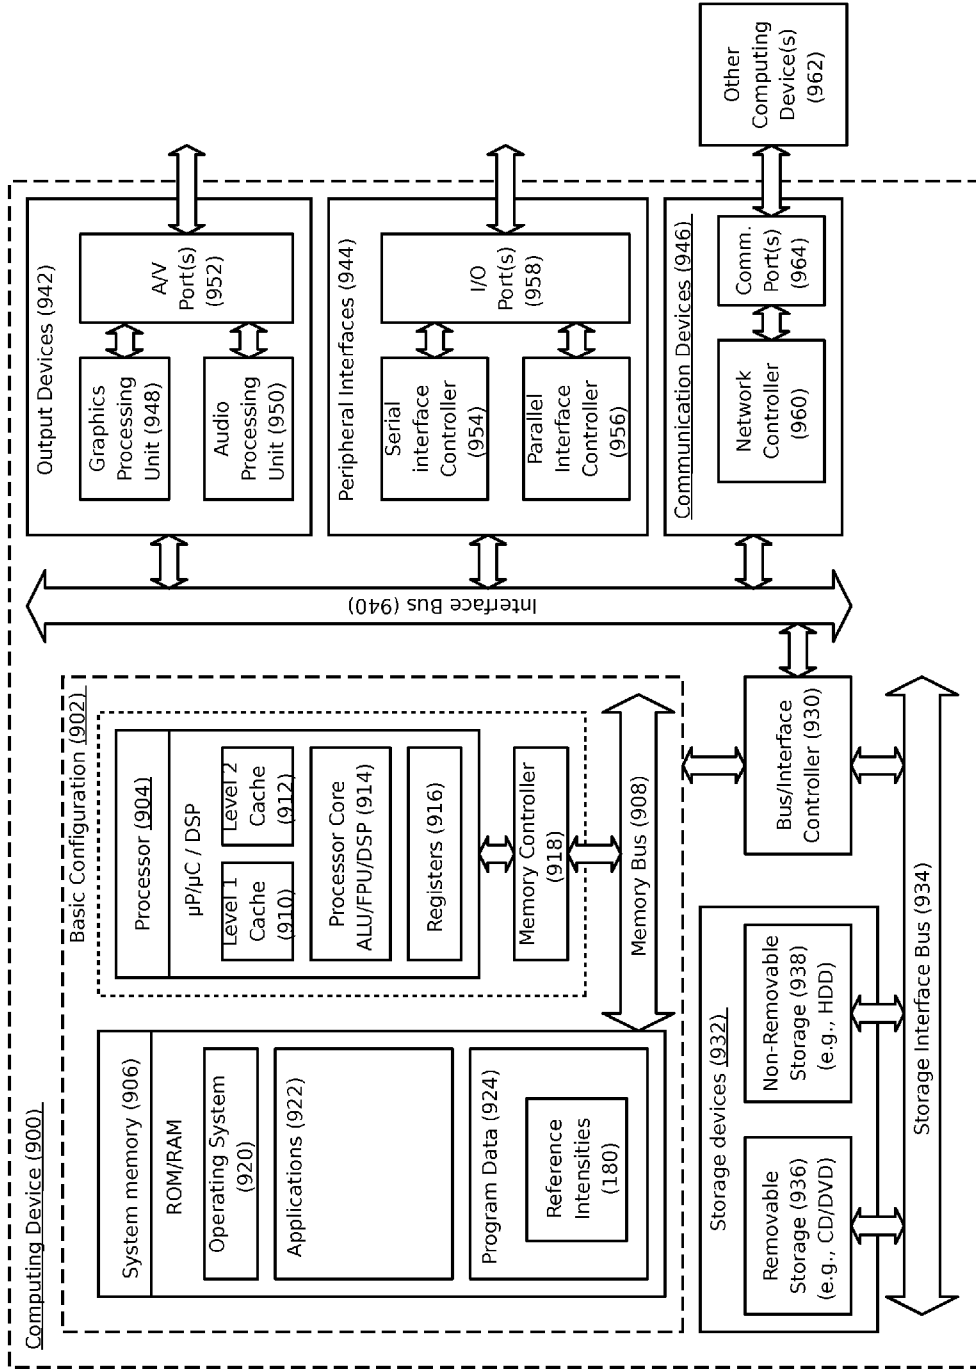 Computing Device (900)
Basic Configuration (902)
System memory (906)
ROM/RAM
Operating System
(920)
Applications (922)
Program Data (924)
Reference
Intensities
(180)
Processor (904)
µP/µC / DSP
Level 1
Cache
(910)
Level 2
Cache
(912)
Processor Core
ALU/FPU/DSP (914)
Registers (916)
Memory Controller
(918)
Memory Bus (908)
Storage devices (932)
Removable
Storage (936)
(e.g., CD/DVD)
Non-Removable
Storage (938)
(e.g., HDD)
Storage Interface Bus (934)
Bus/Interface
Controller (930)
Interface Bus (940)
Output Devices (942)
Graphics
Processing
Unit (948)
Audio
Processing
Unit (950)
A/V
Port(s)
(952)
Peripheral Interfaces (944)
Serial
interface
Controller
(954)
Parallel
Interface
Controller
(956)
I/O
Port(s)
(958)
Communication Devices (946)
Network
Controller
(960)
Comm.
Port(s)
(964)
Other
Computing
Device(s)
(962)